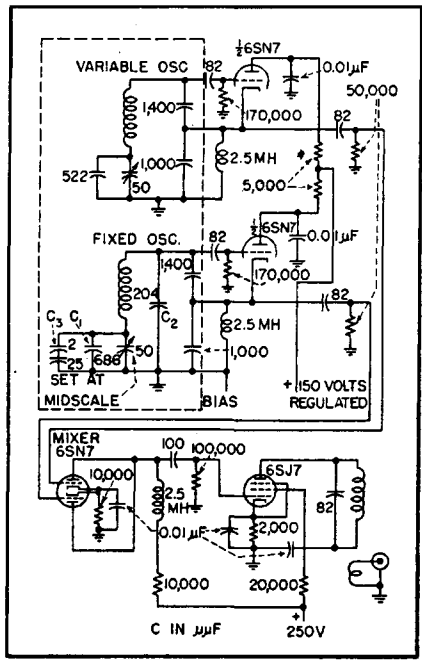 VARIABLE OSC
82
½6SN7
0.01µF
1,400
170,000
82
50,000
522
1,000
50
2.5MH
*
5,000
½6SN7
FIXED OSC.
82
0.01µF
1,400
170,000
82
204
C₂
C₃ C₁
2
25
686
50
2.5MH
1,000
SET AT
MIDSCALE
BIAS
+150 VOLTS
REGULATED
MIXER
6SN7
10,000
100
100,000
6SJ7
2.5
MH
0.01µF
2,000
82
10,000
20,000
+
250V
C IN µµF